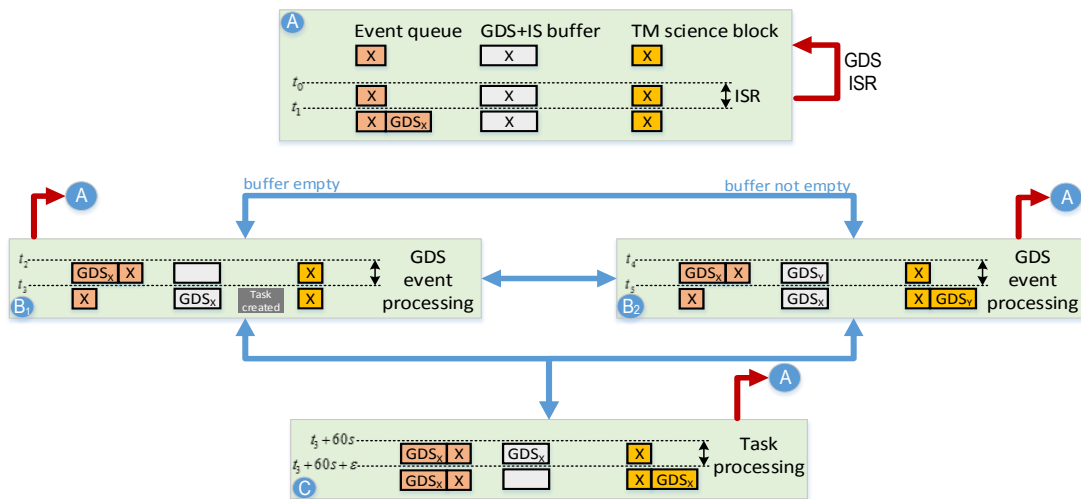 A
Event queue GDS+IS buffer TM science block
X X X
t0
X X X
ISR
t1
X GDSX X X
GDS
ISR
A
buffer empty
buffer not empty
A
t2
GDSX X X
t3
X GDSX Task
created X
GDS
event
processing
B1
t4
GDSX X GDSY X
t5
X GDSX X GDSY
GDS
event
processing
B2
A
t3 + 60s
GDSX X GDSX X
t3 + 60s + ε
GDSX X X GDSX
Task
processing
C